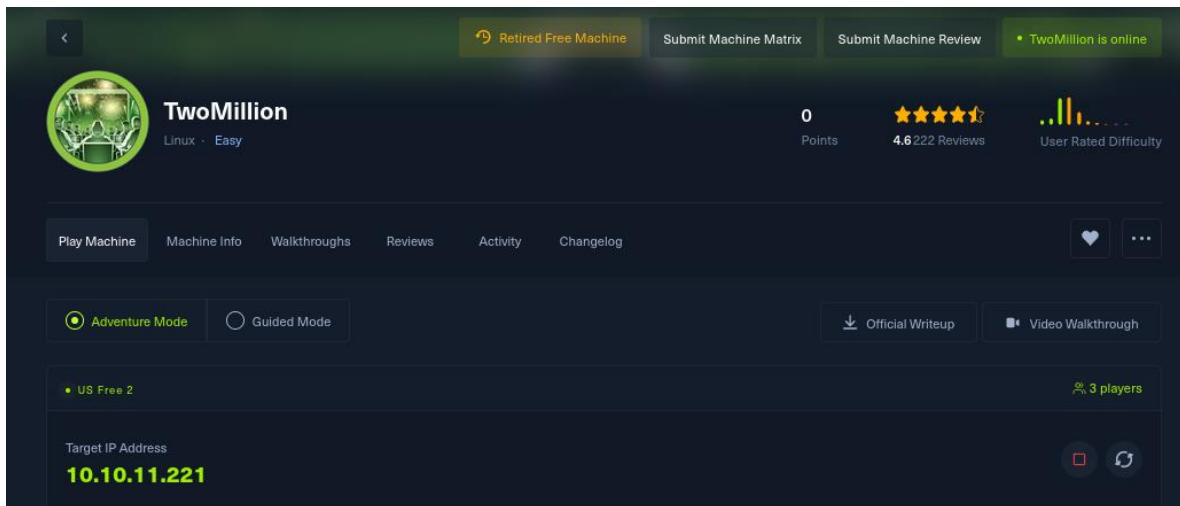 Retired Free Machine Submit Machine Matrix Submit Machine Review TwoMillion is online
TwoMillion
Linux · Easy
0
Points
4.6 222 Reviews
User Rated Difficulty
Play Machine Machine Info Walkthroughs Reviews Activity Changelog
Adventure Mode Guided Mode Official Writeup Video Walkthrough
US Free 2 3 players
Target IP Address
10.10.11.221